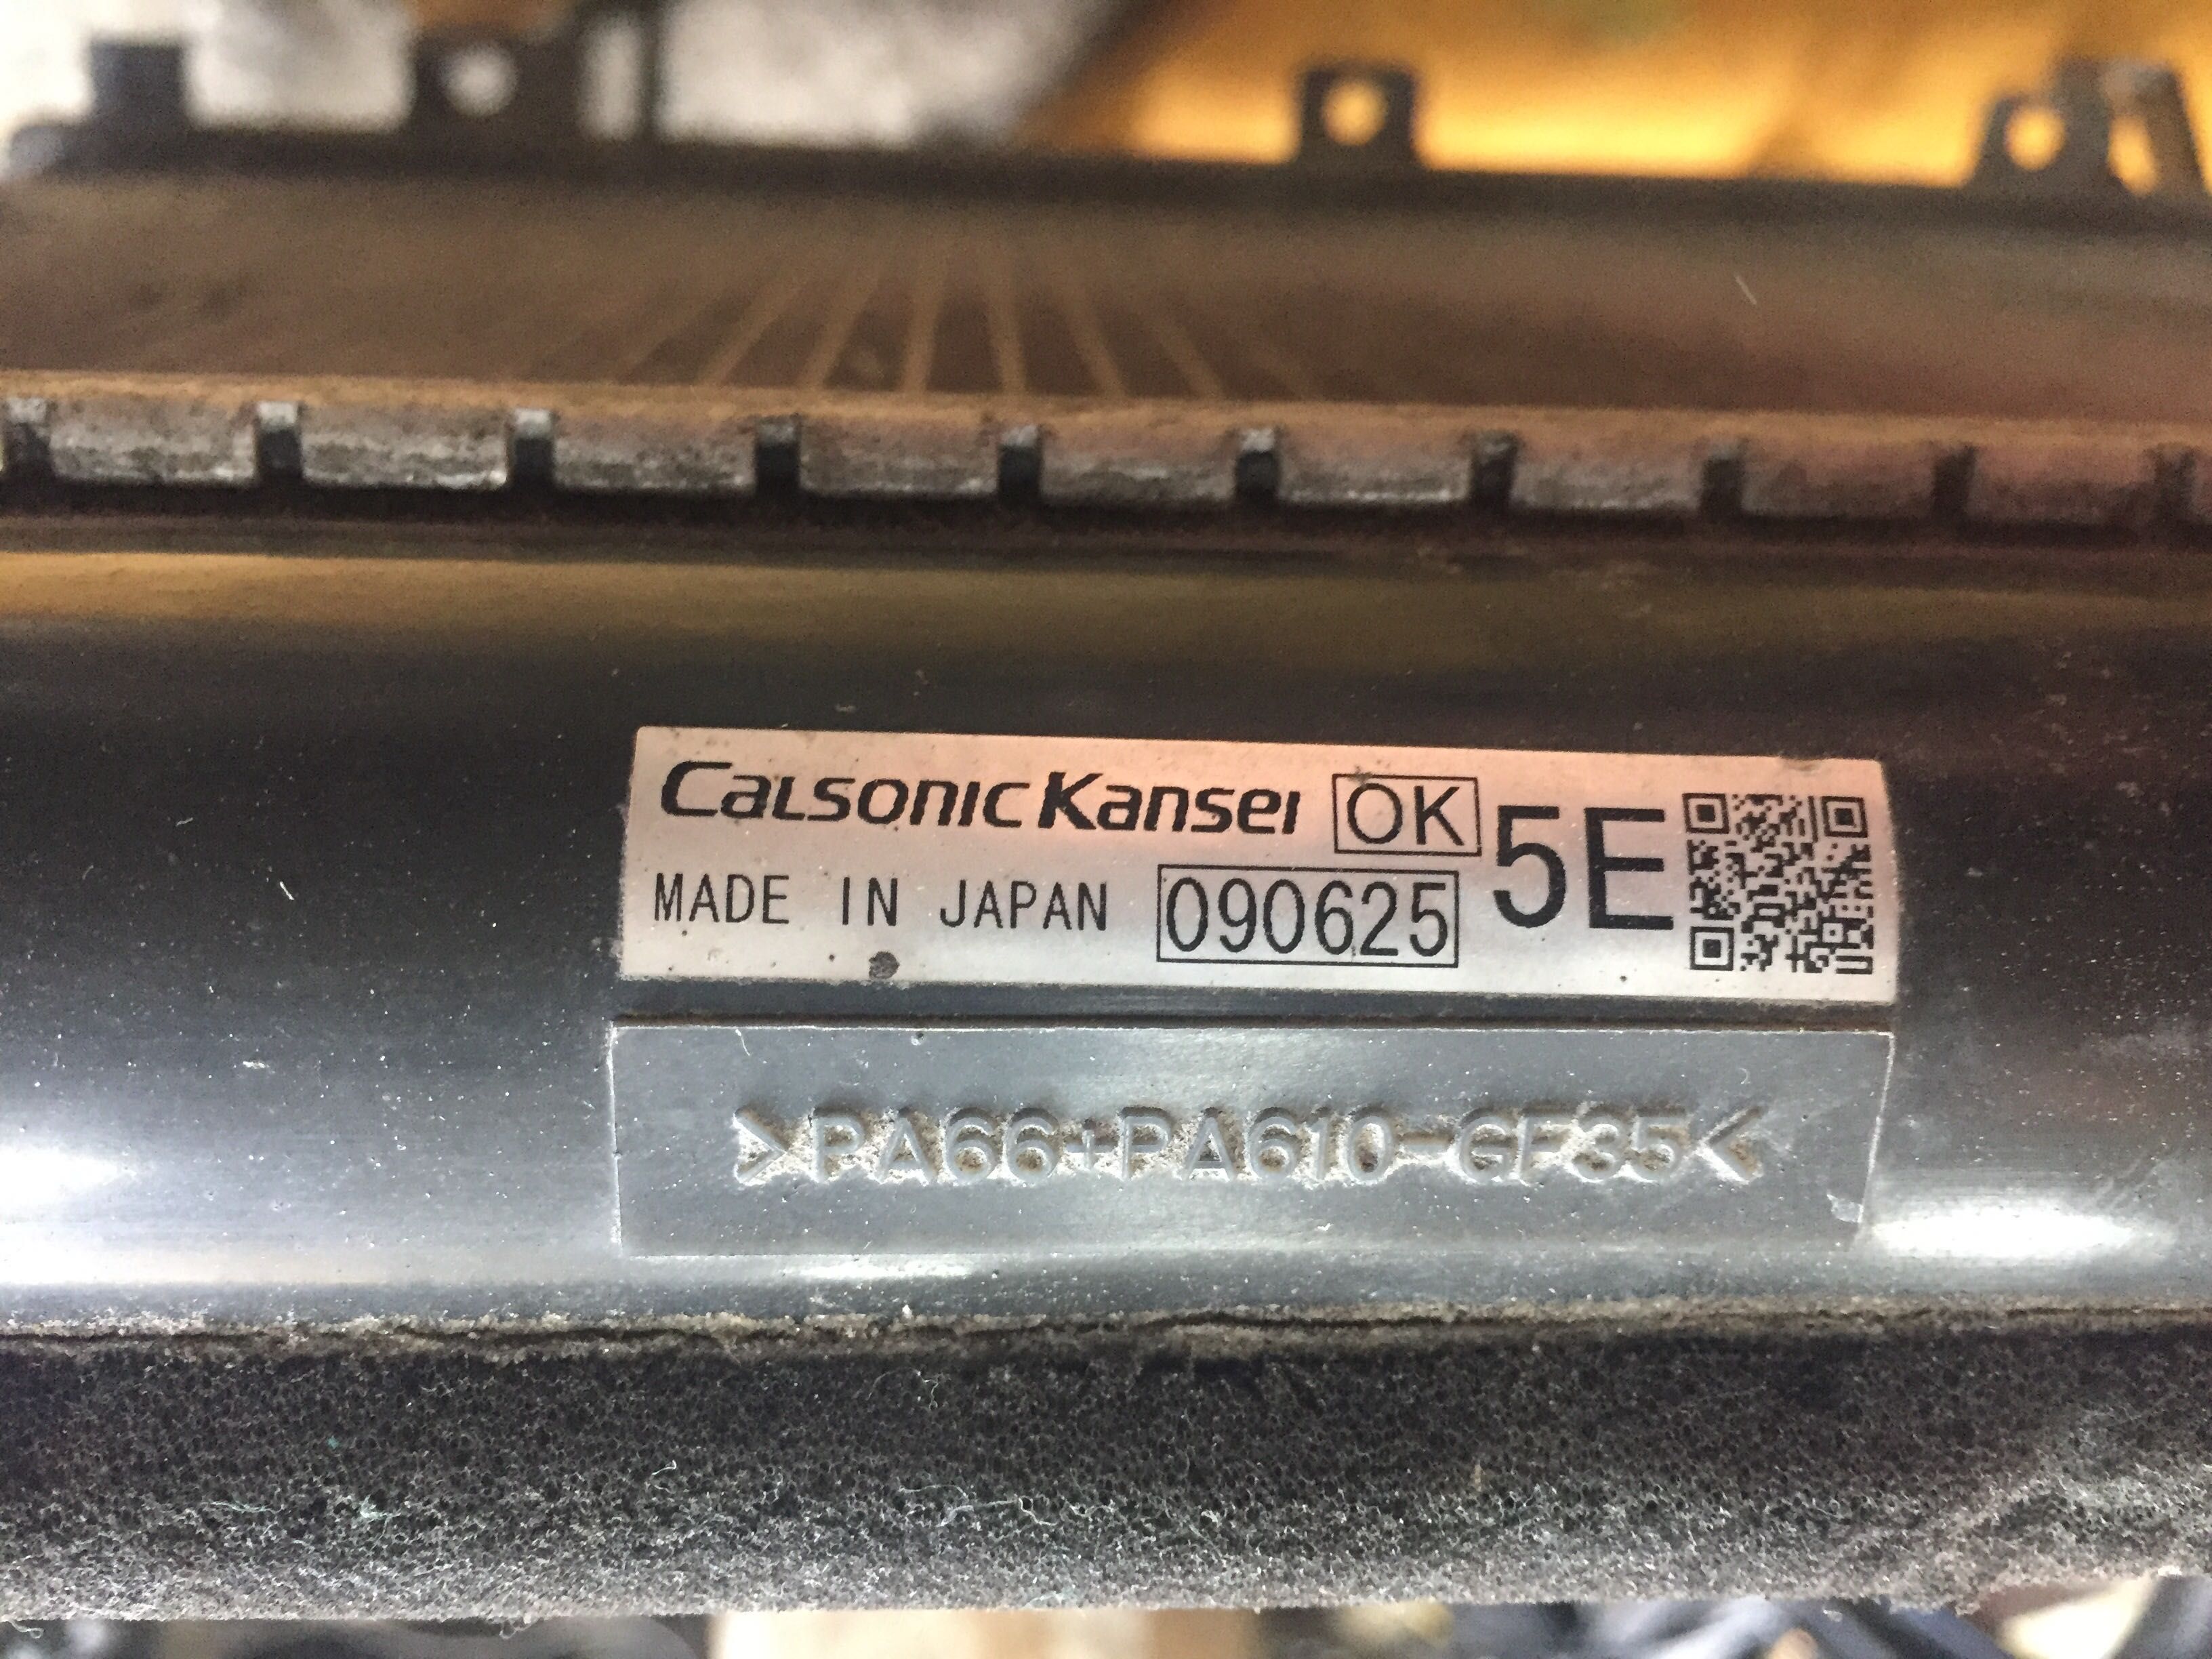 CalsonicKansei OK 5E
MADE IN JAPAN 090625
>PA66+PA610-GF35<